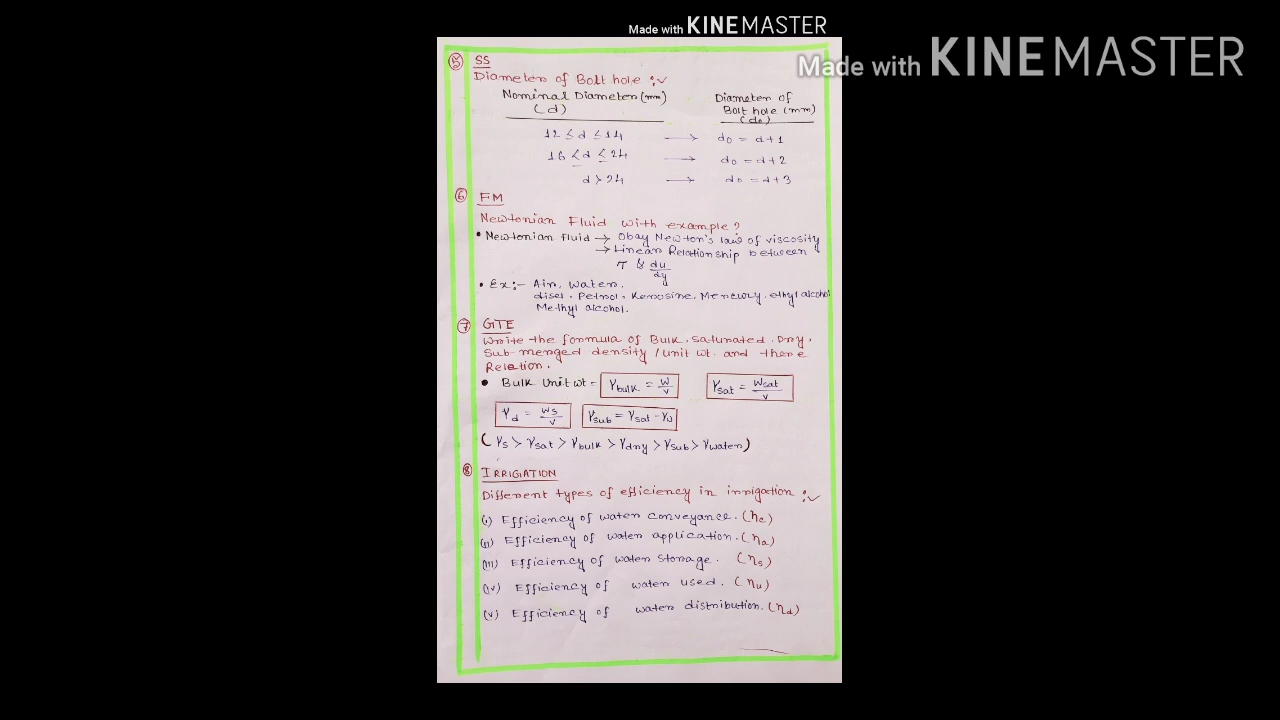 Made with KINEMASTER
Made with KINEMASTER
⑤ SS
Diameter of Bolt hole :~
Nominal Diameter (mm) (d)
Diameter of Bolt hole (mm) (d₀)
12 ≤ d ≤ 14 → d₀ = d+1
16 ≤ d ≤ 24 → d₀ = d+2
d > 24 → d₀ = d+3
⑥ FM
Newtonian Fluid with example?
• Newtonian Fluid → Obay Newton's law of viscosity
→ Linear Relationship between
τ & du/dy
• Ex:- Air, water,
disel, Petrol, Kerosine, Mercury, ethyl alcohol
Methyl alcohol.
⑦ GTE
Write the formula of Bulk, saturated, Dry,
Sub-merged density / unit wt. and there
Relation.
• Bulk Unit wt = γbulk = W/V   γsat = Wsat/V
γd = Ws/V   γsub = γsat - γw
(γs > γsat > γbulk > γdry > γsub > γwater)
⑧ IRRIGATION
Different types of efficiency in irrigation :~
(i) Efficiency of water conveyance. (ηc)
(ii) Efficiency of water application. (ηa)
(iii) Efficiency of water storage. (ηs)
(iv) Efficiency of water used. (ηu)
(v) Efficiency of water distribution. (ηd)